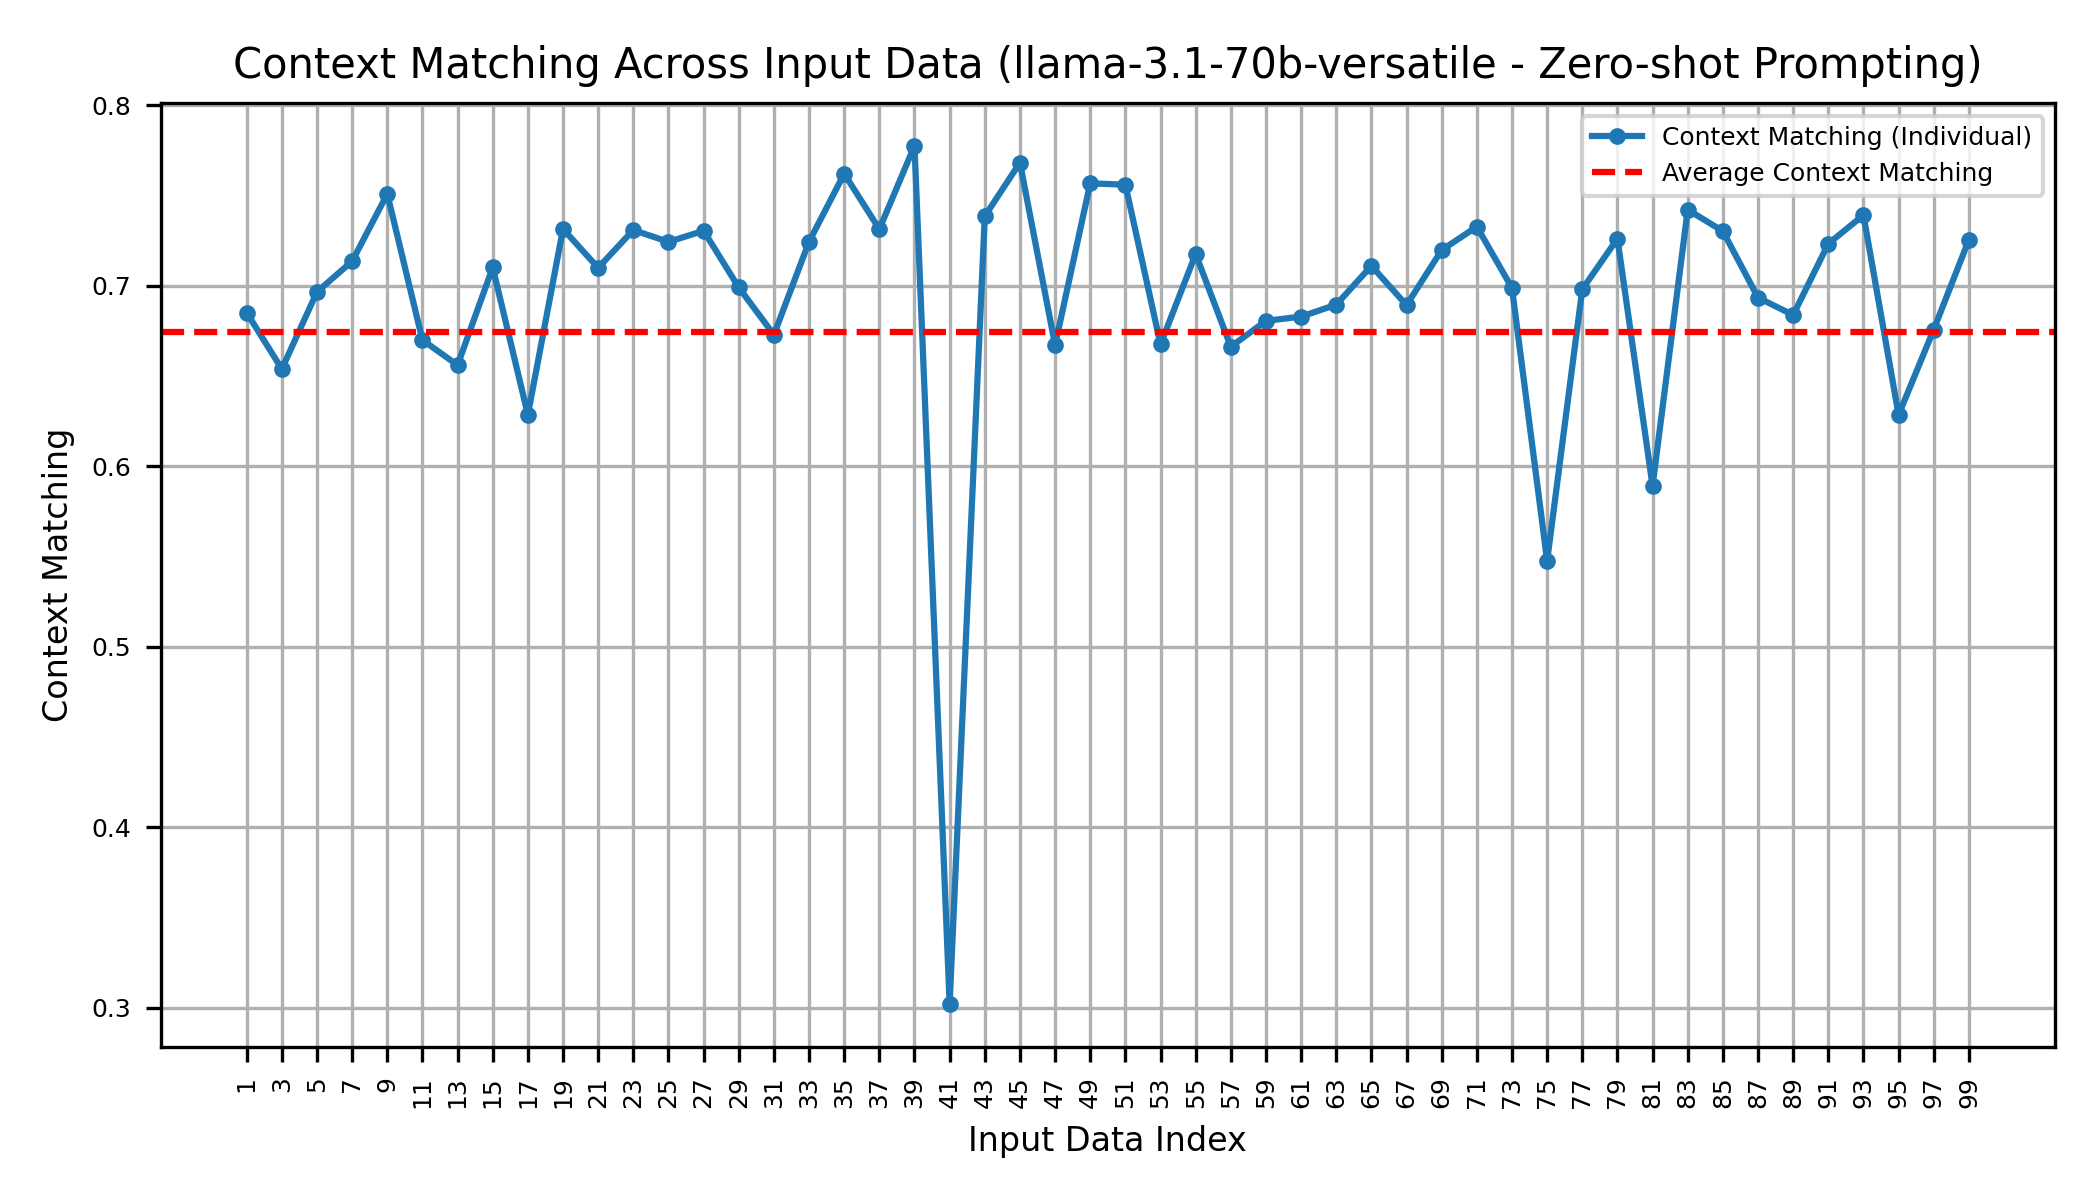 Context Matching Across Input Data (llama-3.1-70b-versatile - Zero-shot Prompting)
Context Matching (Individual)
Average Context Matching
Context Matching
0.8
0.7
0.6
0.5
0.4
0.3
1 3 5 7 9 11 13 15 17 19 21 23 25 27 29 31 33 35 37 39 41 43 45 47 49 51 53 55 57 59 61 63 65 67 69 71 73 75 77 79 81 83 85 87 89 91 93 95 97 99
Input Data Index